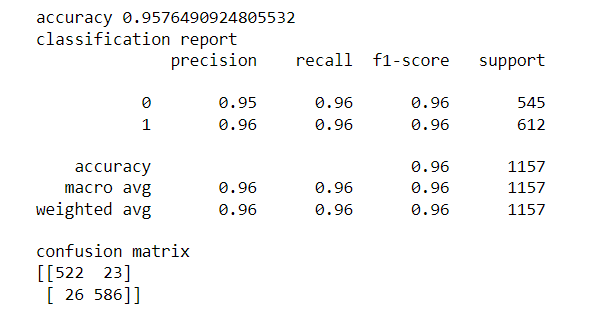 accuracy 0.9576490924805532
classification report
precision recall f1-score support
0 0.95 0.96 0.96 545
1 0.96 0.96 0.96 612
accuracy 0.96 1157
macro avg 0.96 0.96 0.96 1157
weighted avg 0.96 0.96 0.96 1157
confusion matrix
[[522 23]
[ 26 586]]